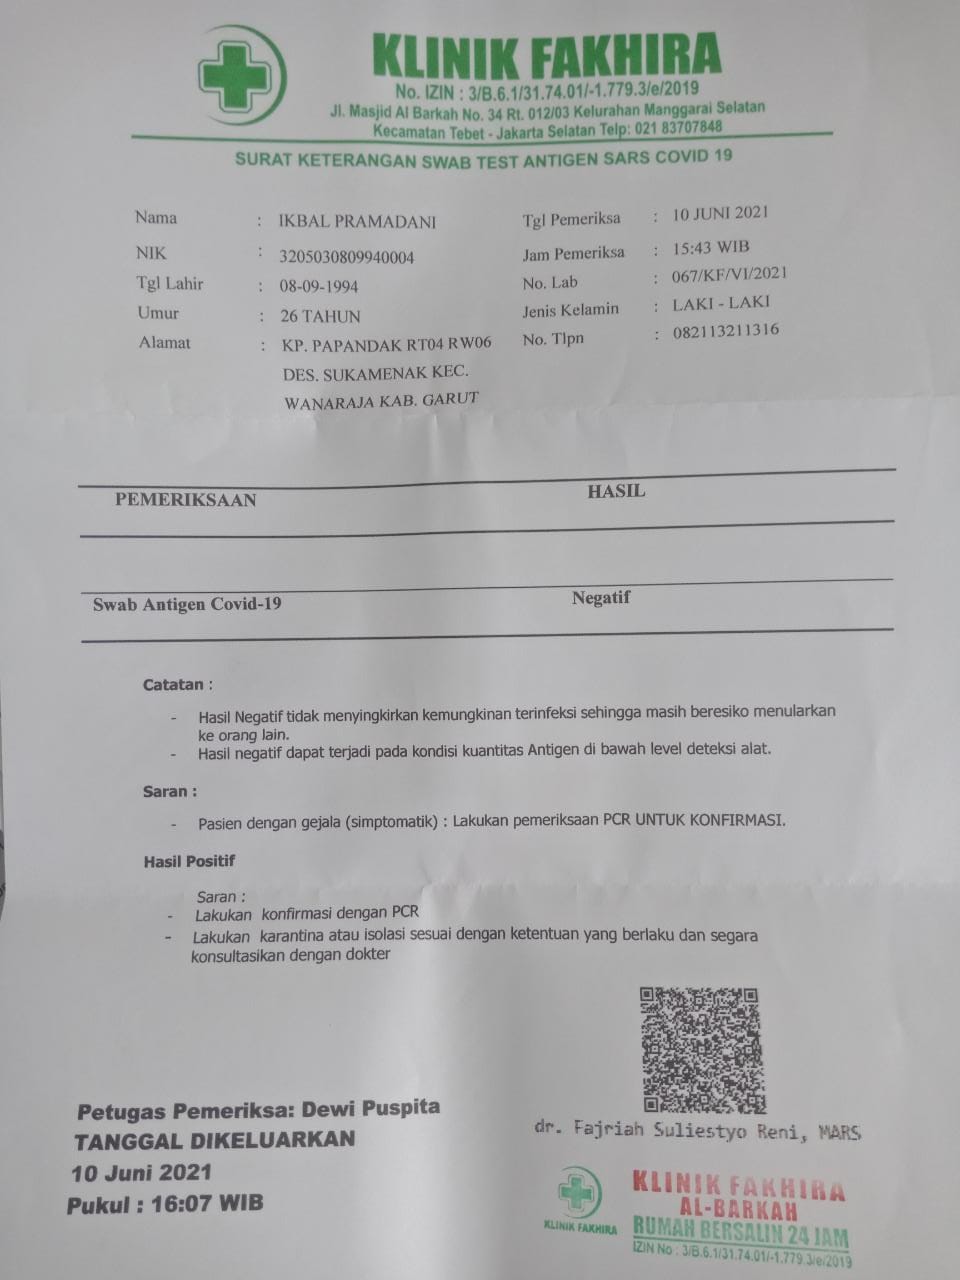 KLINIK FAKHIRA
No. IZIN : 3/B.6.1/31.74.01/-1.779.3/e/2019
Jl. Masjid Al Barkah No. 34 Rt. 012/03 Kelurahan Manggarai Selatan
Kecamatan Tebet - Jakarta Selatan Telp: 021 83707848
SURAT KETERANGAN SWAB TEST ANTIGEN SARS COVID 19
Nama : IKBAL PRAMADANI
NIK : 3205030809940004
Tgl Lahir : 08-09-1994
Umur : 26 TAHUN
Alamat : KP. PAPANDAK RT04 RW06
DES. SUKAMENAK KEC.
WANARAJA KAB. GARUT
Tgl Pemeriksa : 10 JUNI 2021
Jam Pemeriksa : 15:43 WIB
No. Lab : 067/KF/VI/2021
Jenis Kelamin : LAKI - LAKI
No. Tlpn : 082113211316
PEMERIKSAAN HASIL
Swab Antigen Covid-19 Negatif
Catatan :
- Hasil Negatif tidak menyingkirkan kemungkinan terinfeksi sehingga masih beresiko menularkan
ke orang lain.
- Hasil negatif dapat terjadi pada kondisi kuantitas Antigen di bawah level deteksi alat.
Saran :
- Pasien dengan gejala (simptomatik) : Lakukan pemeriksaan PCR UNTUK KONFIRMASI.
Hasil Positif
Saran :
- Lakukan konfirmasi dengan PCR
- Lakukan karantina atau isolasi sesuai dengan ketentuan yang berlaku dan segara
konsultasikan dengan dokter
Petugas Pemeriksa: Dewi Puspita
TANGGAL DIKELUARKAN
10 Juni 2021
Pukul : 16:07 WIB
dr. Fajriah Suliestyo Reni, MARS
KLINIK FAKHIRA
KLINIK FAKHIRA
AL-BARKAH
RUMAH BERSALIN 24 JAM
IZIN No : 3/B.6.1/31.74.01/-1.779.3/e/2019